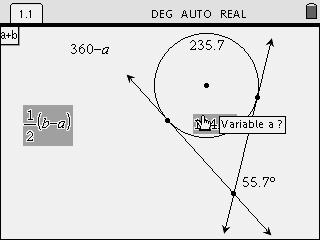 1.1 DEG AUTO REAL
a+b
360–a
235.7
1/2(b–a)
Variable a ?
55.7°